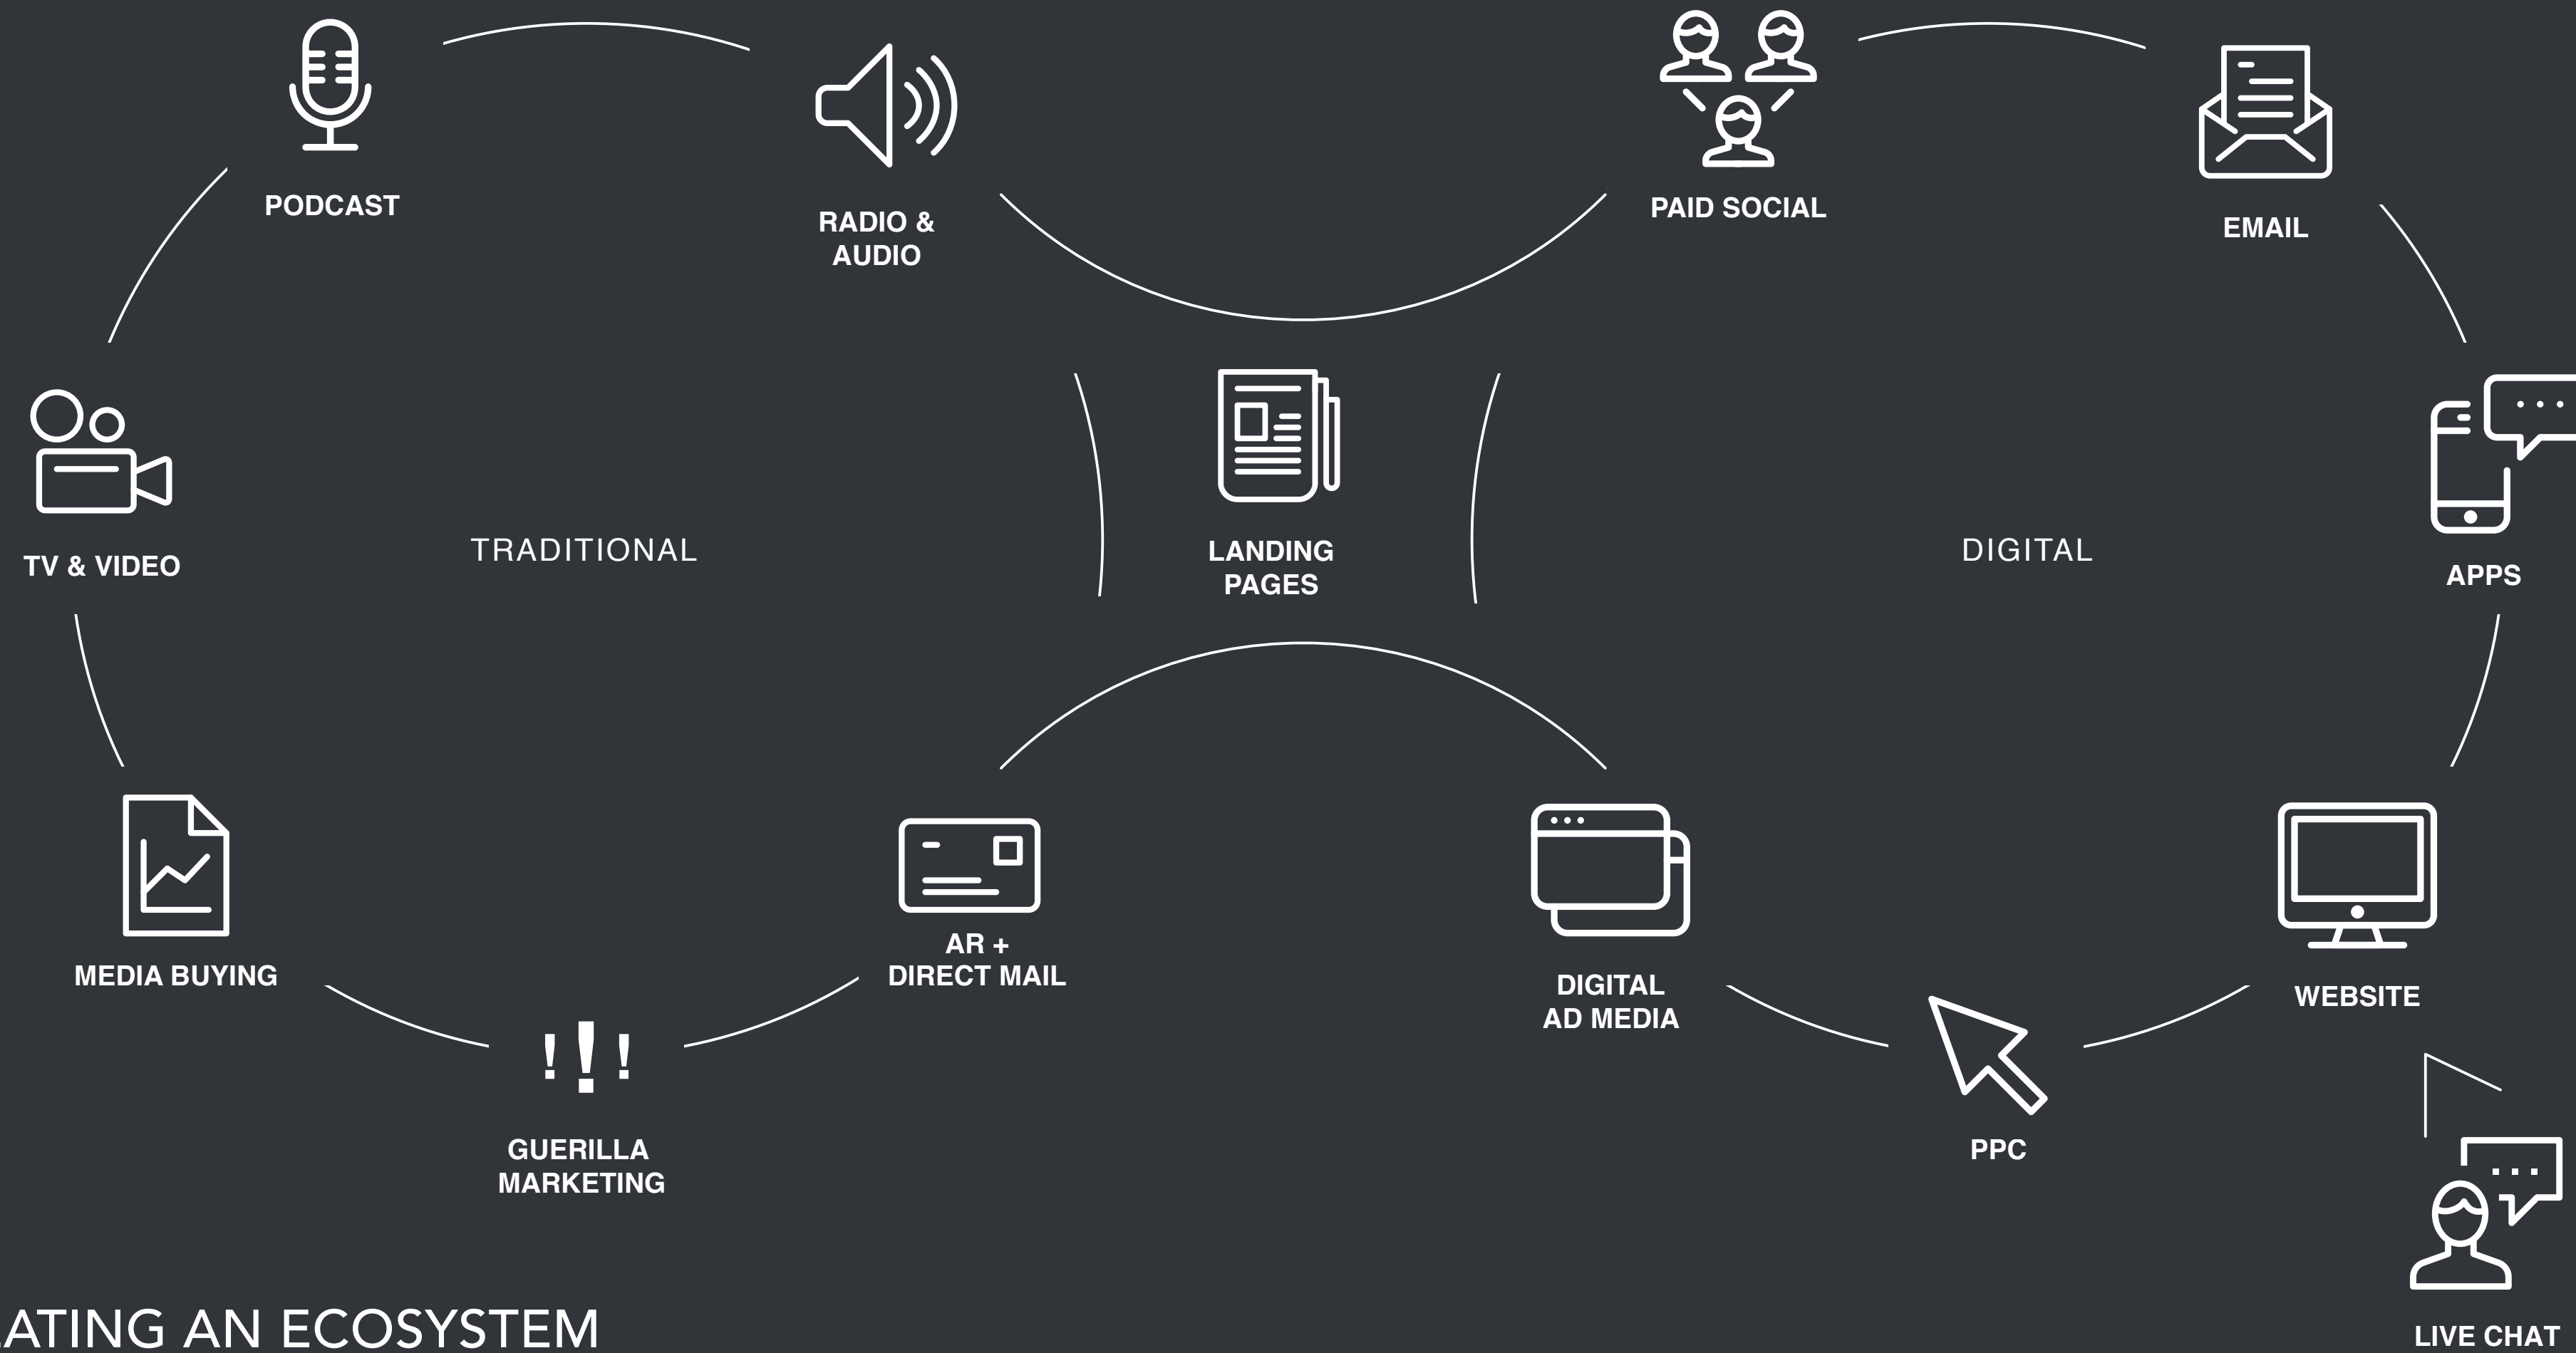 PODCAST
RADIO &
AUDIO
PAID SOCIAL
EMAIL
TV & VIDEO
TRADITIONAL
LANDING
PAGES
DIGITAL
APPS
MEDIA BUYING
AR +
DIRECT MAIL
DIGITAL
AD MEDIA
WEBSITE
GUERILLA
MARKETING
PPC
ATING AN ECOSYSTEM
LIVE CHAT